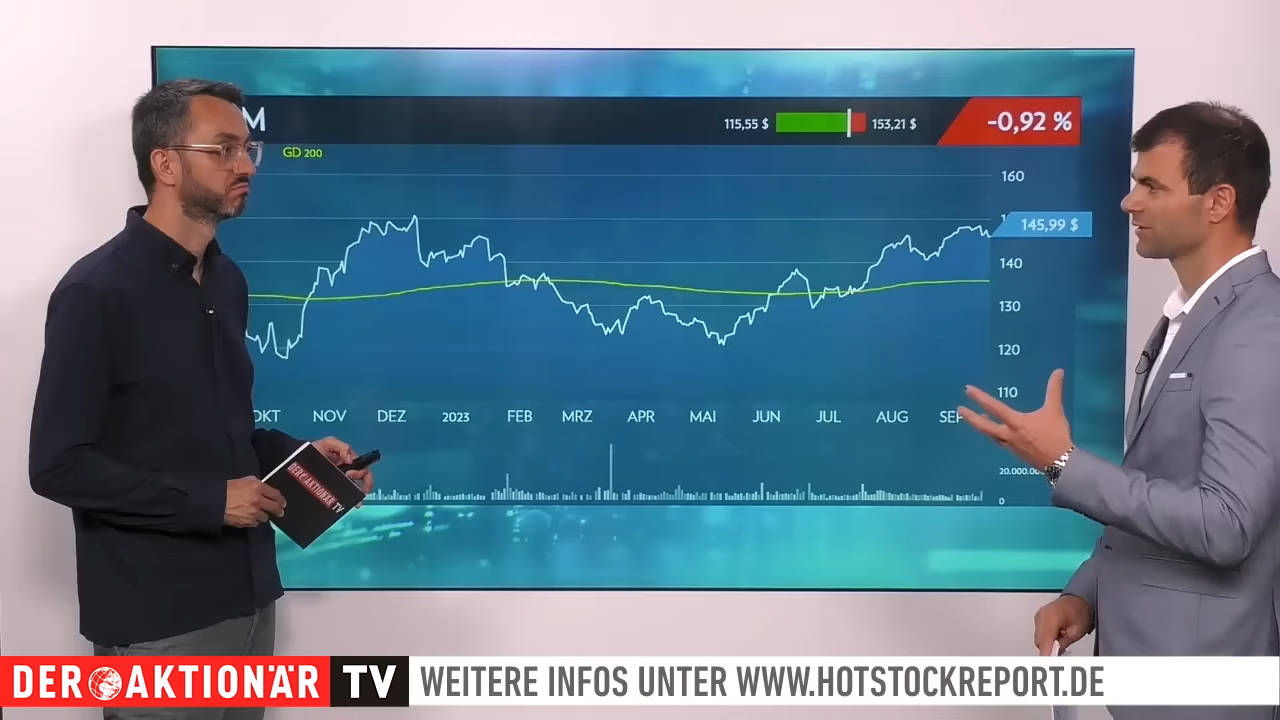 M
115,55 $
153,21 $
-0,92 %
GD 200
160
145,99 $
140
130
120
110
OKT NOV DEZ 2023 FEB MRZ APR MAI JUN JUL AUG SEP
20.000.00
0
DER AKTIONÄR TV
DER AKTIONÄR TV WEITERE INFOS UNTER WWW.HOTSTOCKREPORT.DE